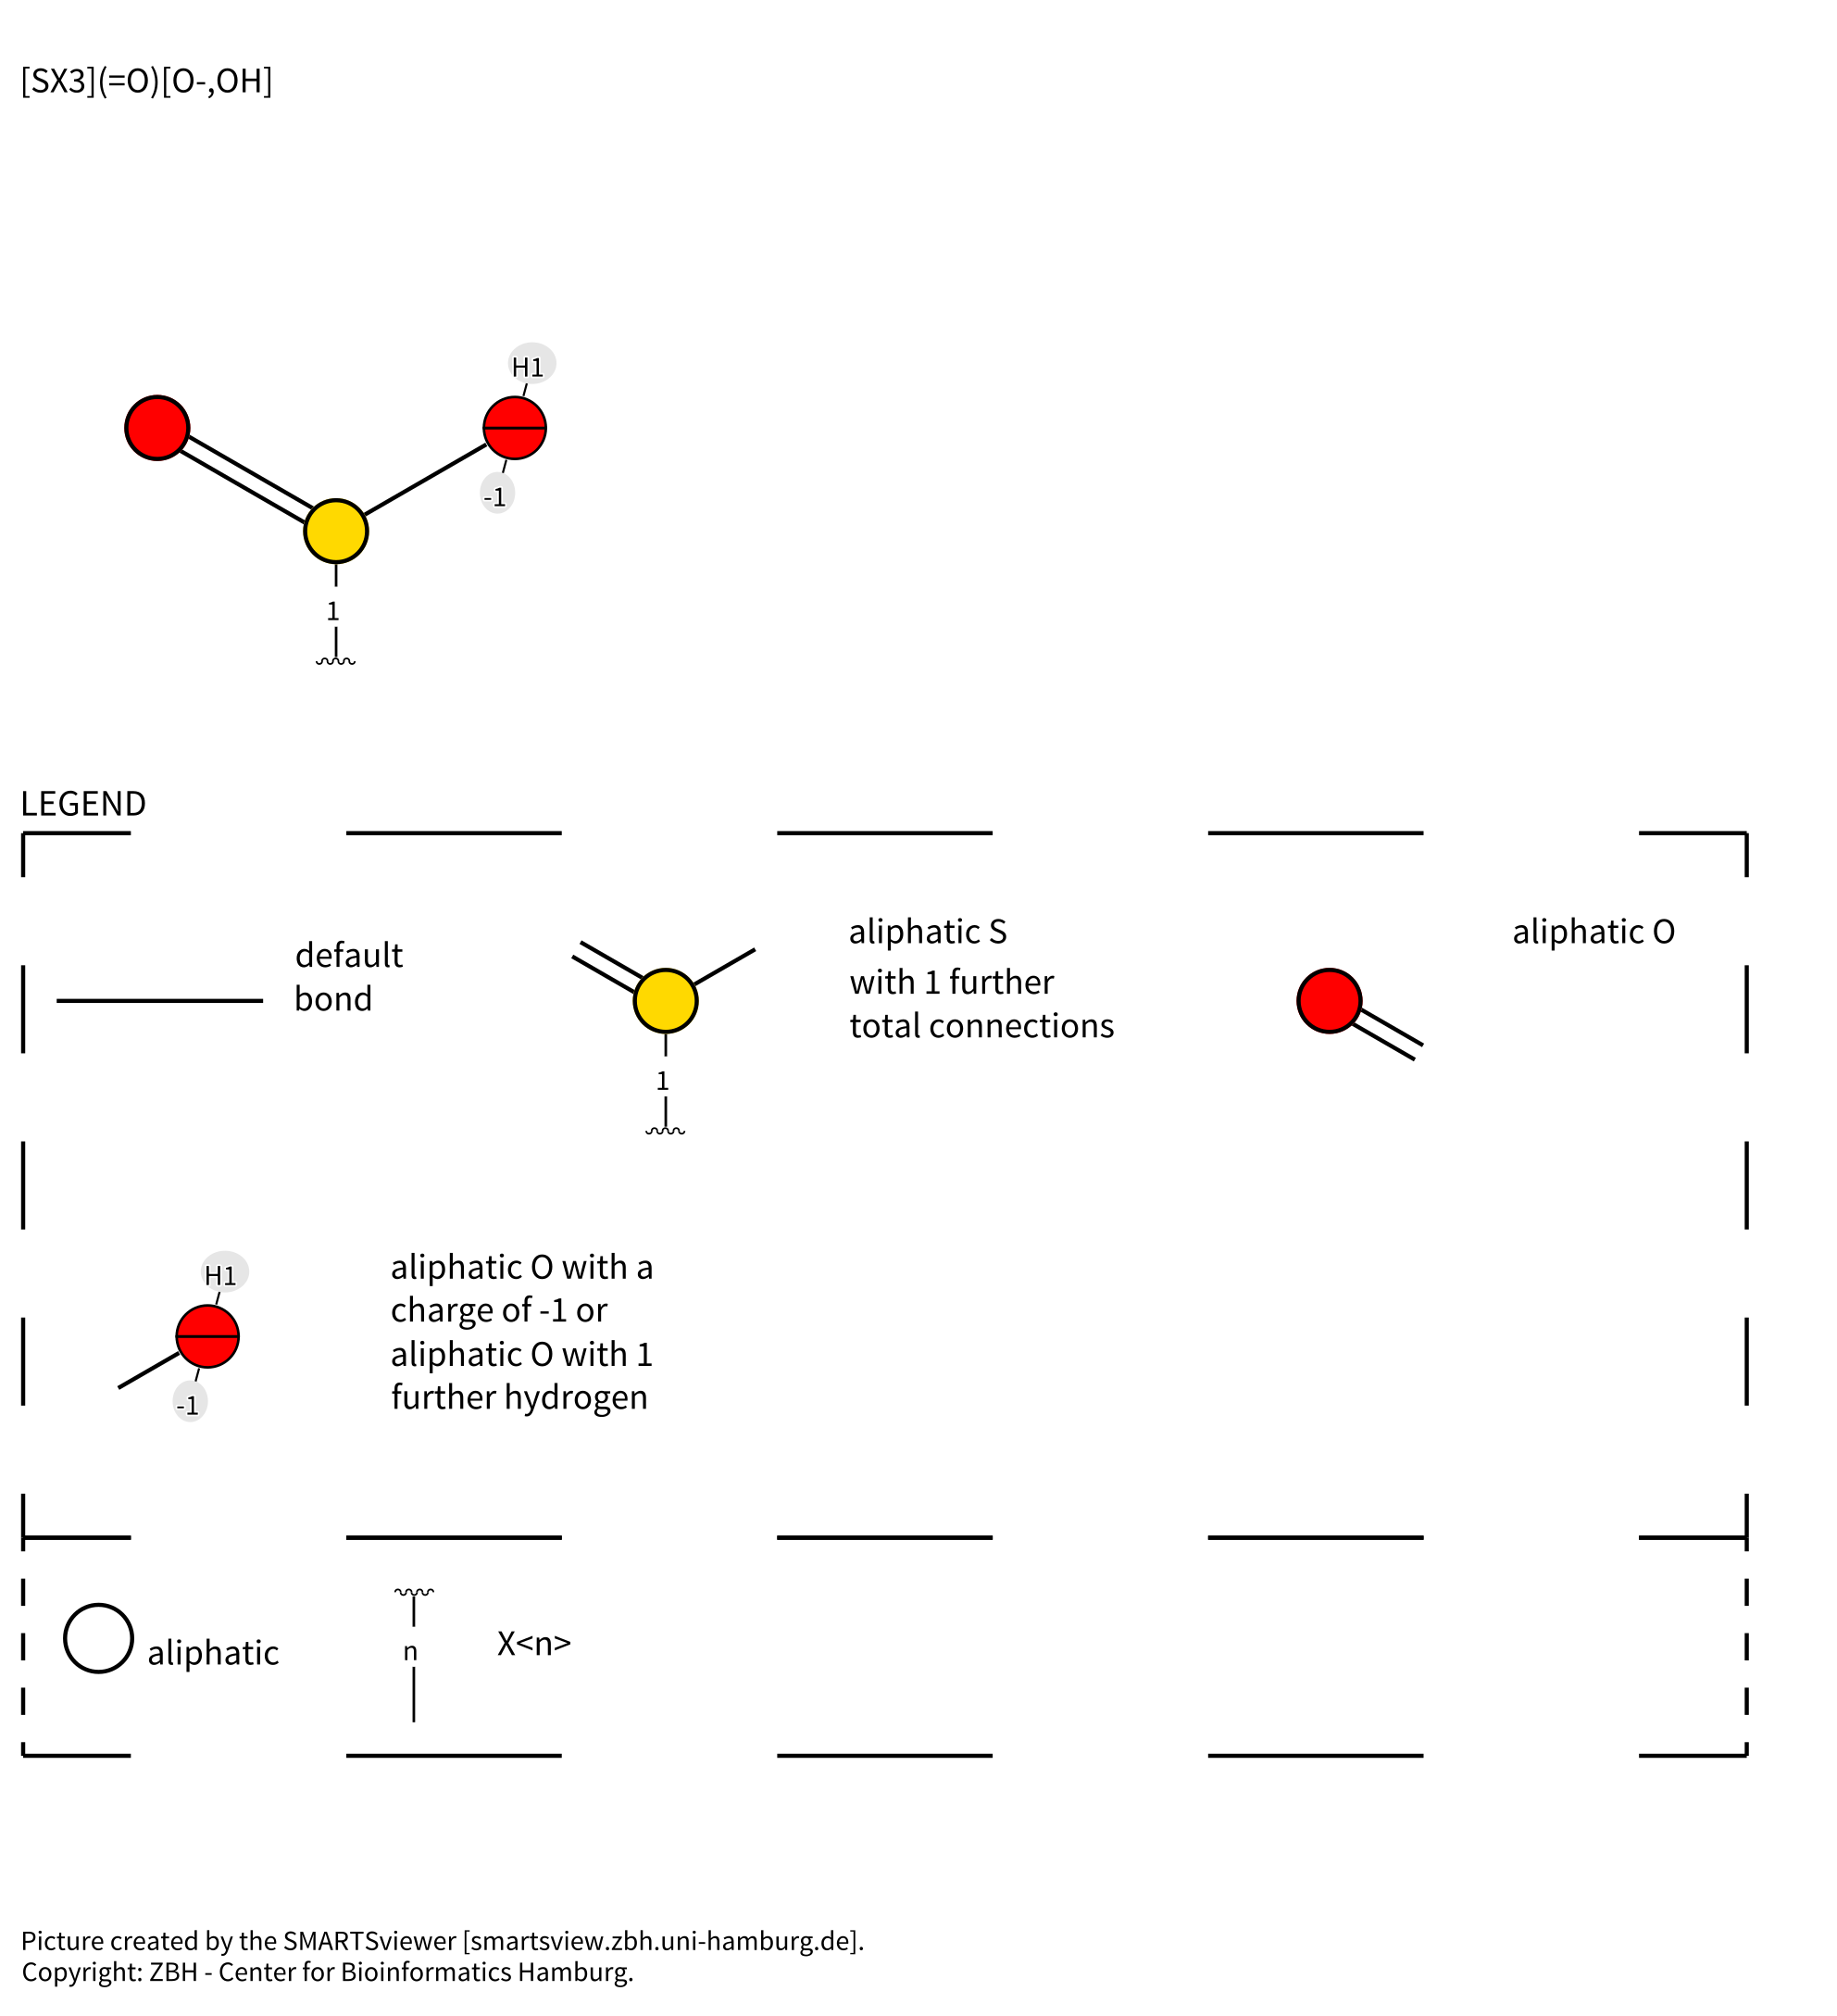 [SX3](=O)[O-,OH]
H1
-1
1
LEGEND
default
bond
1
aliphatic S
with 1 further
total connections
aliphatic O
H1
-1
aliphatic O with a
charge of -1 or
aliphatic O with 1
further hydrogen
aliphatic
n
X<n>
Picture created by the SMARTSviewer [smartsview.zbh.uni-hamburg.de].
Copyright: ZBH - Center for Bioinformatics Hamburg.